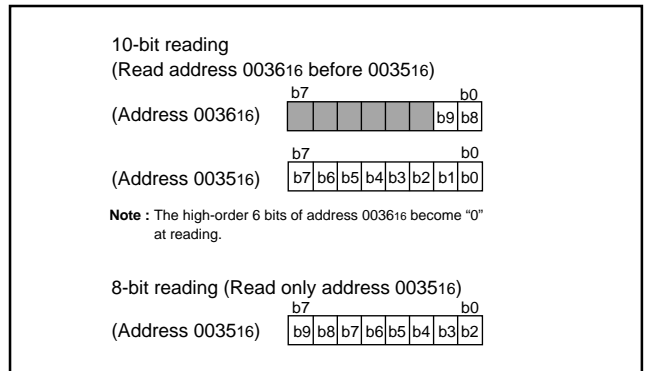 10-bit reading
(Read address 003616 before 003516)
b7 b0
(Address 003616) b9 b8
b7 b0
(Address 003516) b7 b6 b5 b4 b3 b2 b1 b0
Note : The high-order 6 bits of address 003616 become “0”
at reading.
8-bit reading (Read only address 003516)
b7 b0
(Address 003516) b9 b8 b7 b6 b5 b4 b3 b2